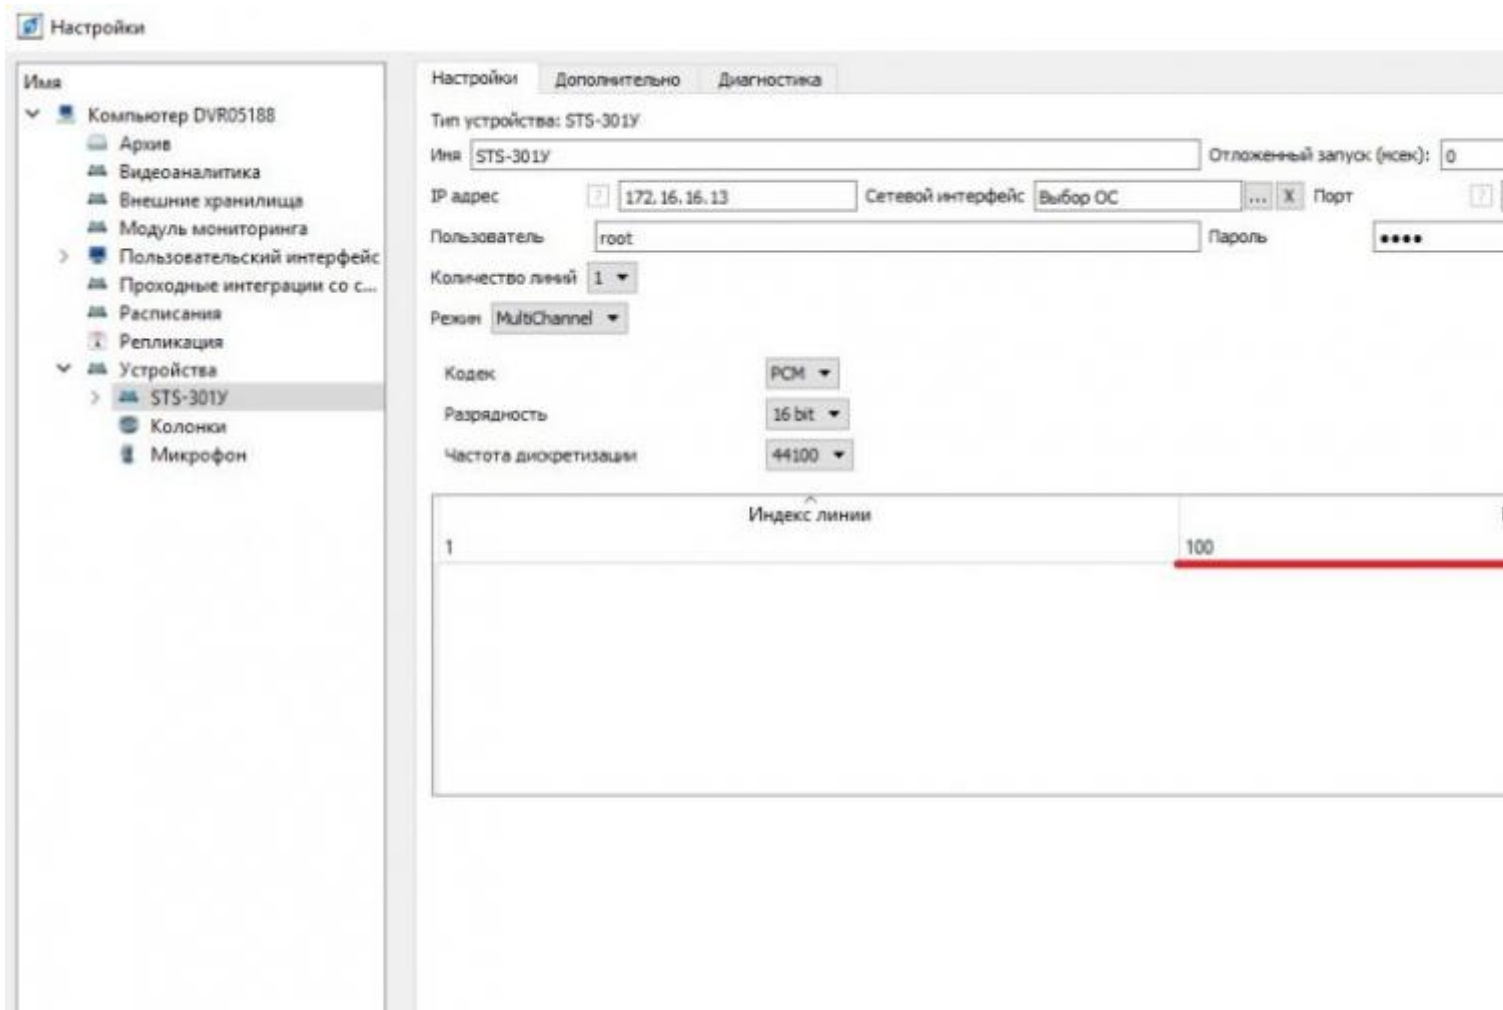 Настройки
Имя
Компьютер DVR05188
Архив
Видеоаналитика
Внешние хранилища
Модуль мониторинга
Пользовательский интерфейс
Проходные интеграции со с...
Расписания
Репликация
Устройства
STS-301У
Колонки
Микрофон
Настройки Дополнительно Диагностика
Тип устройства: STS-301У
Имя STS-301У Отложенный запуск (мсек): 0
IP адрес ? 172.16.16.13 Сетевой интерфейс Выбор ОС ... X Порт ?
Пользователь root Пароль ●●●●
Количество линий 1
Режим MultiChannel
Кодек PCM
Разрядность 16 bit
Частота дискретизации 44100
Индекс линии
1 100